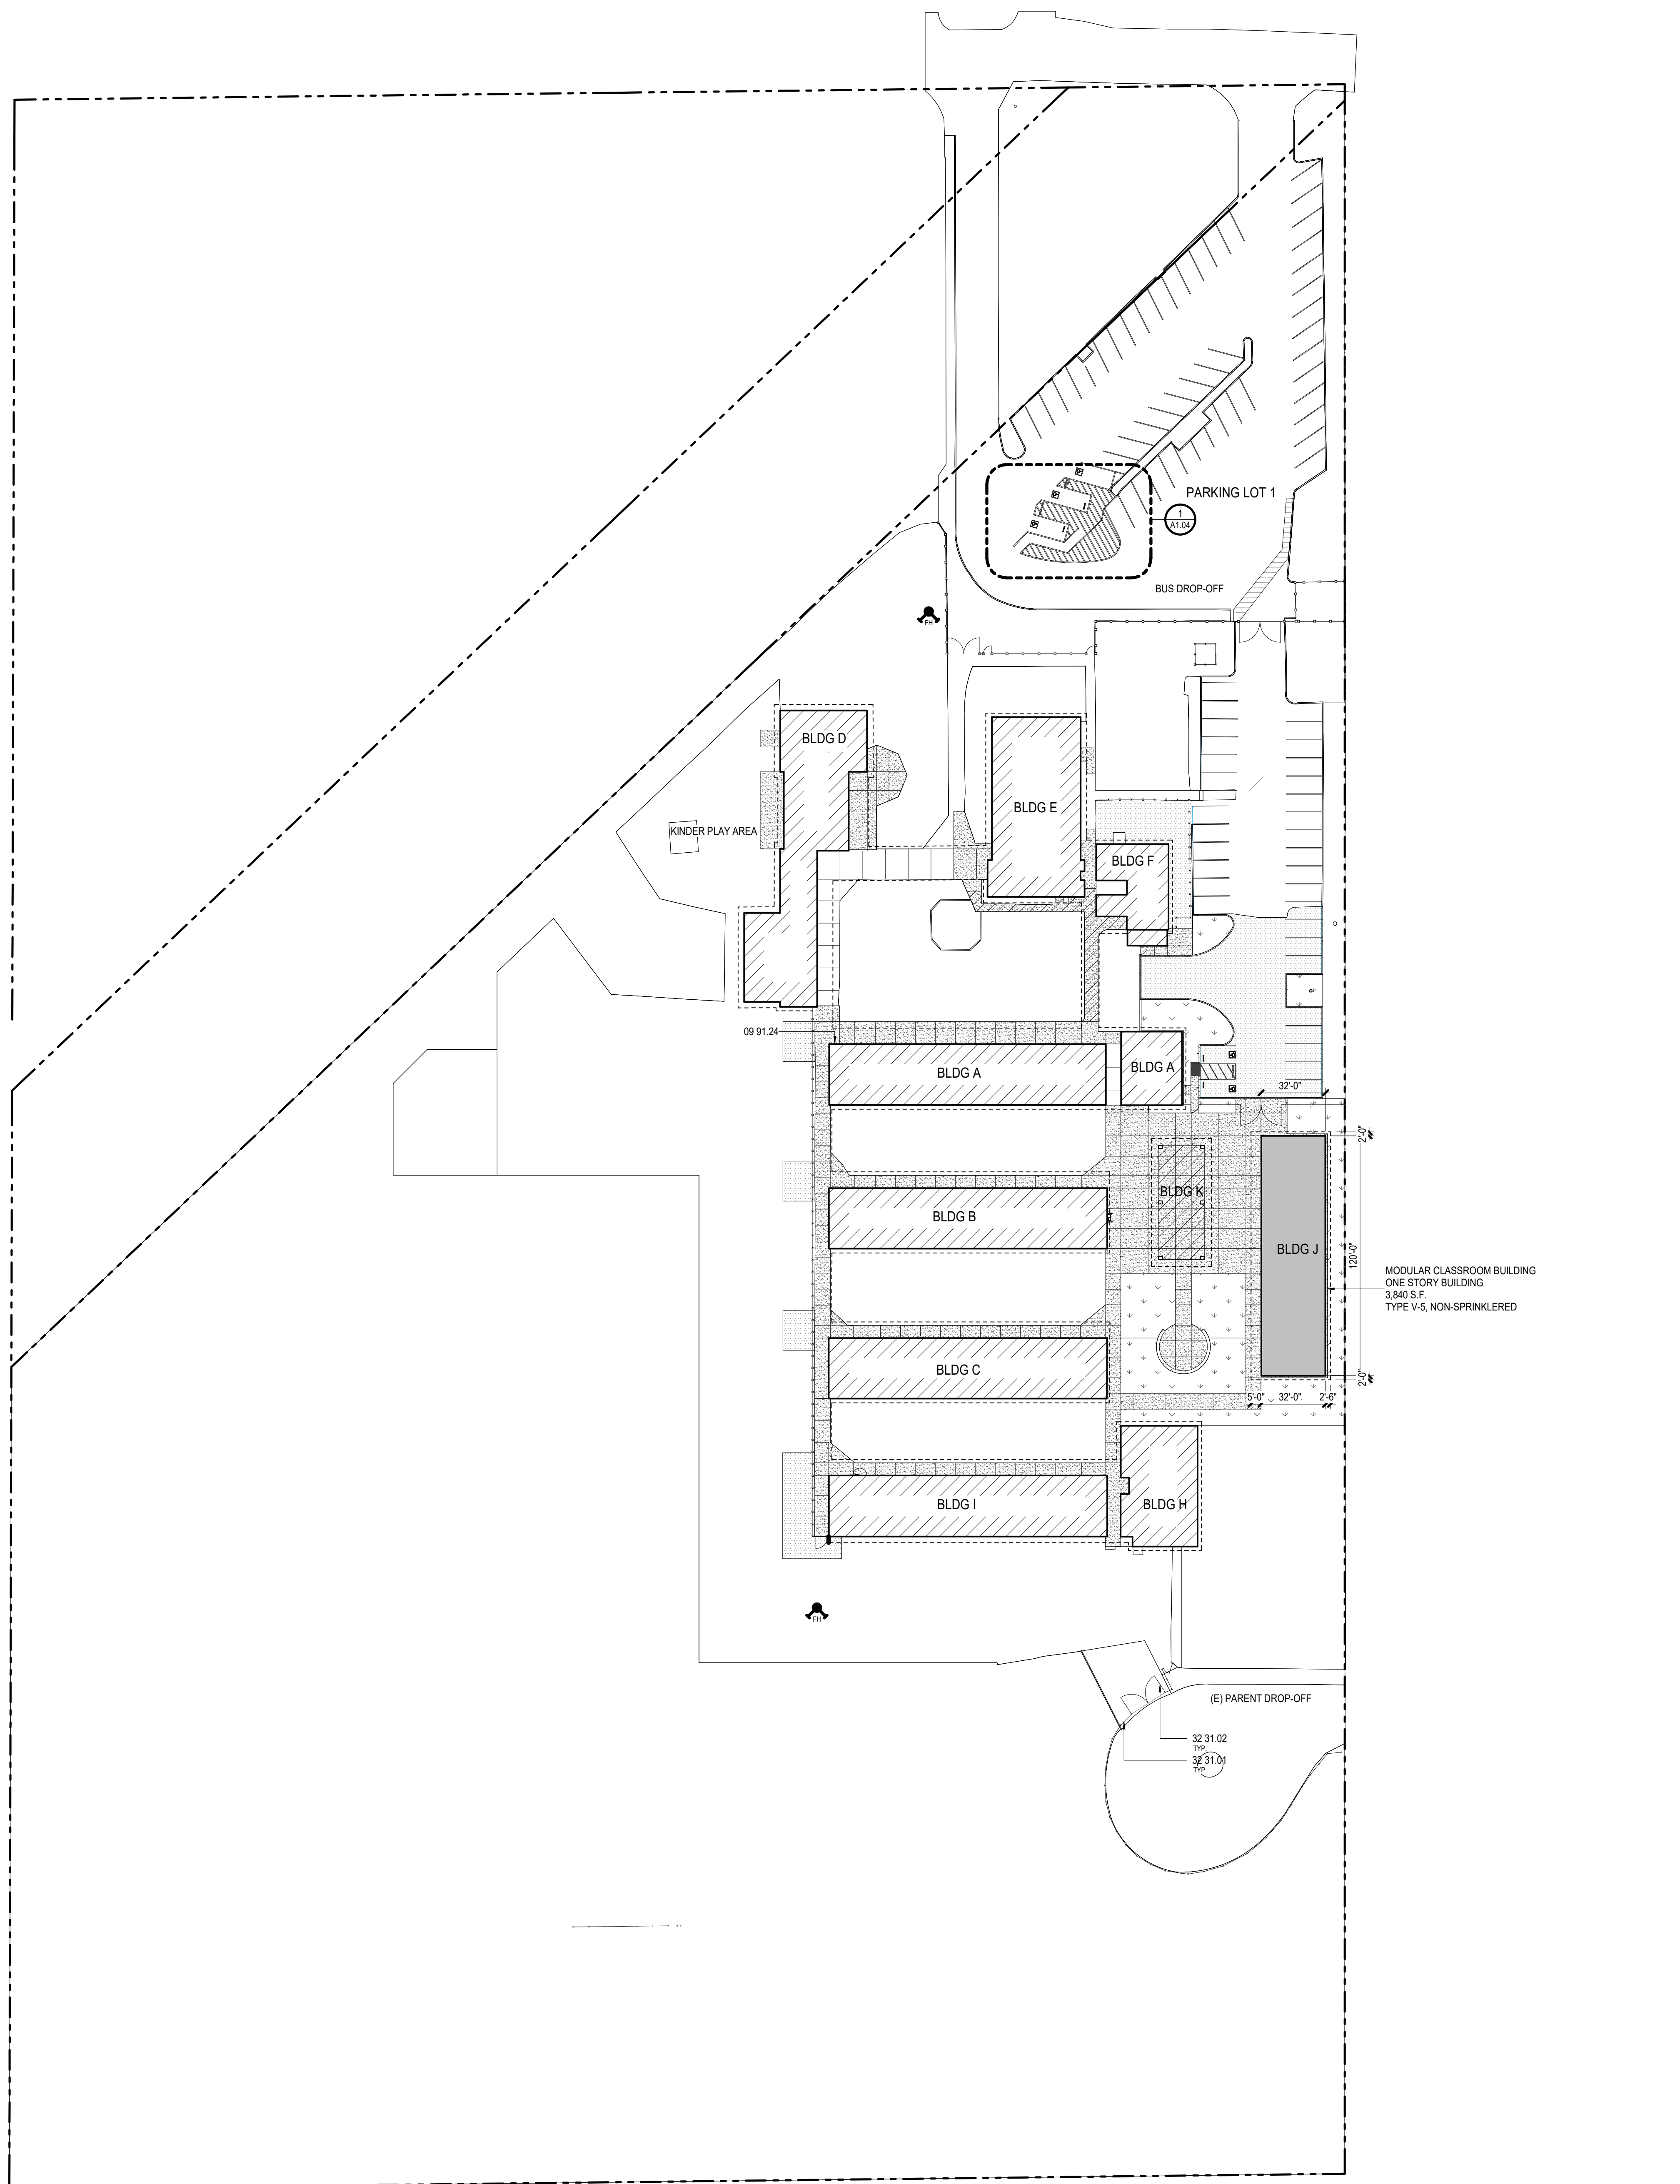 PARKING LOT 1
1
A1.04
BUS DROP-OFF
FH
BLDG D
BLDG E
KINDER PLAY AREA
BLDG F
09 91.24
BLDG A
BLDG A
32'-0"
2'-0"
BLDG K
BLDG B
BLDG J
120'-0"
MODULAR CLASSROOM BUILDING
ONE STORY BUILDING
3,840 S.F.
TYPE V-5, NON-SPRINKLERED
BLDG C
2'-0"
5'-0"
32'-0"
2'-6"
BLDG I
BLDG H
FH
(E) PARENT DROP-OFF
32 31.02
TYP.
32 31.01
TYP.